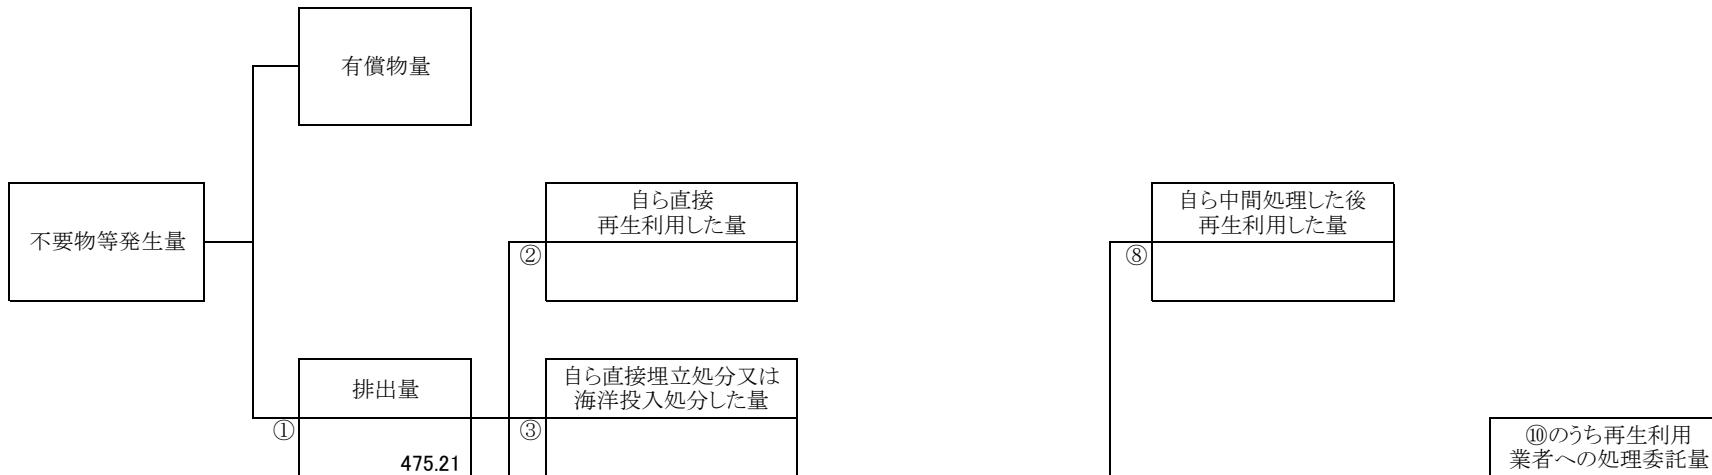 有償物量
不要物等発生量
自ら直接
再生利用した量
②
自ら中間処理した後
再生利用した量
⑧
排出量
①
475.21
自ら直接埋立処分又は
海洋投入処分した量
③
⑩のうち再生利用
業者への処理委託量